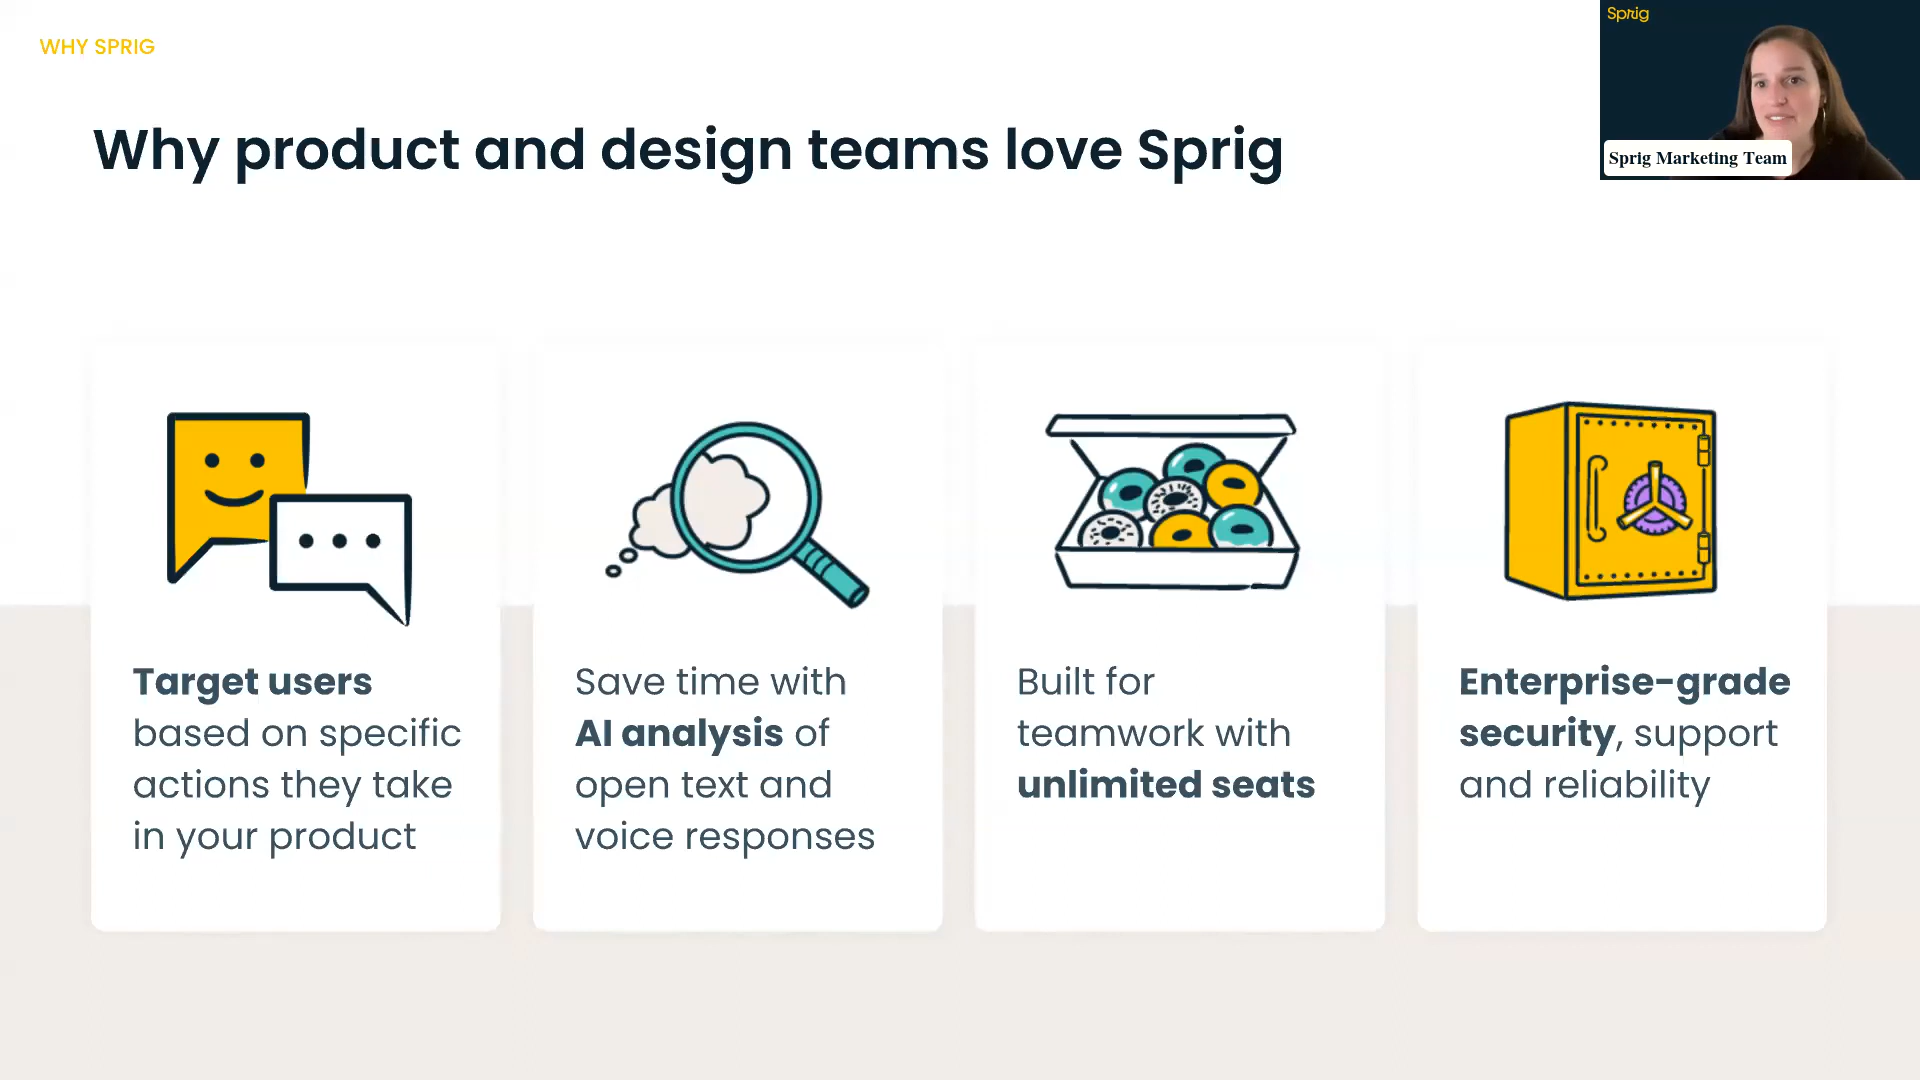 WHY SPRIG
Sprig
Sprig Marketing Team
Why product and design teams love Sprig
Target users
based on specific
actions they take
in your product
Save time with
AI analysis of
open text and
voice responses
Built for
teamwork with
unlimited seats
Enterprise-grade
security, support
and reliability